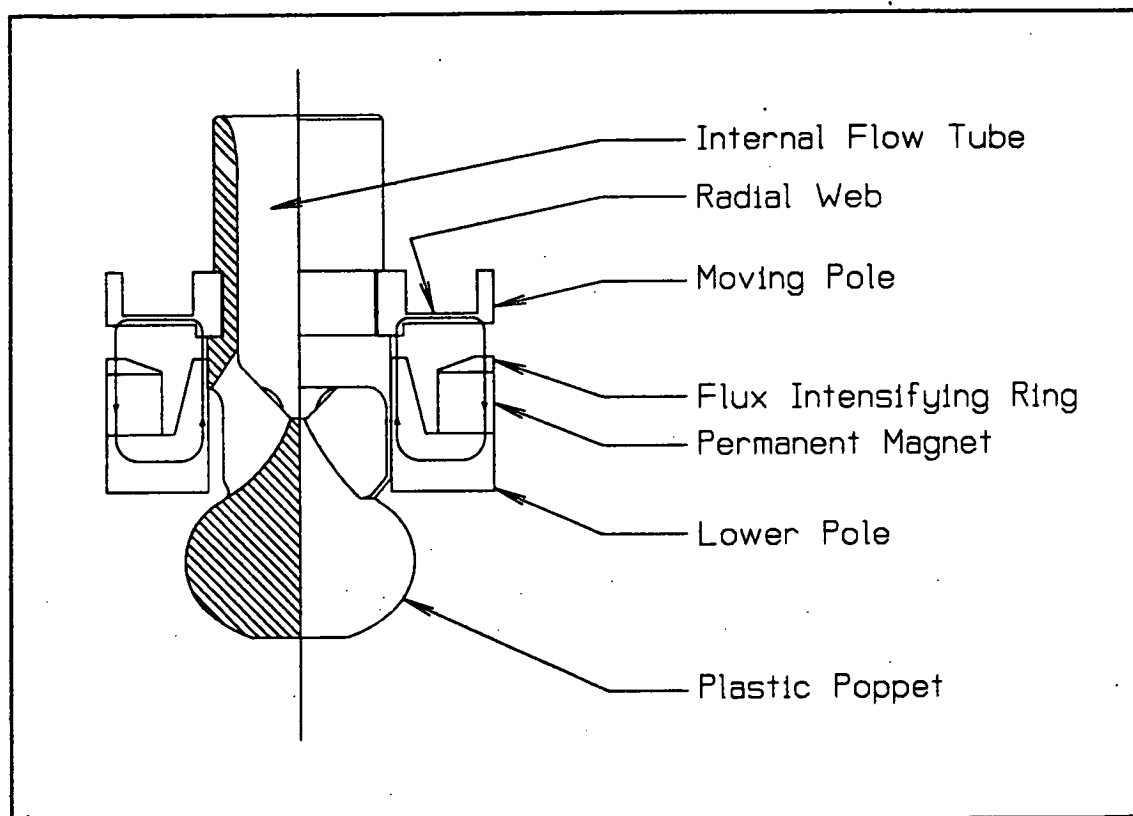 Internal Flow Tube
Radial Web
Moving Pole
Flux Intensifying Ring
Permanent Magnet
Lower Pole
Plastic Poppet